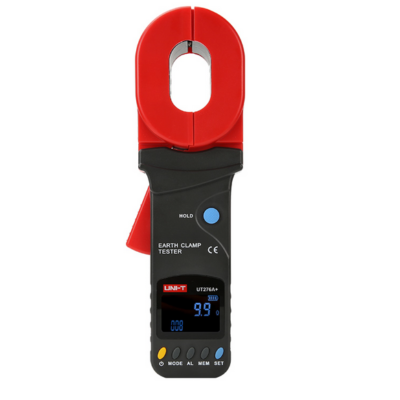 HOLD
EARTH CLAMP
TESTER
CE
UNI-T UT276A+
9.9 Ω
008
MODE AL MEM SET